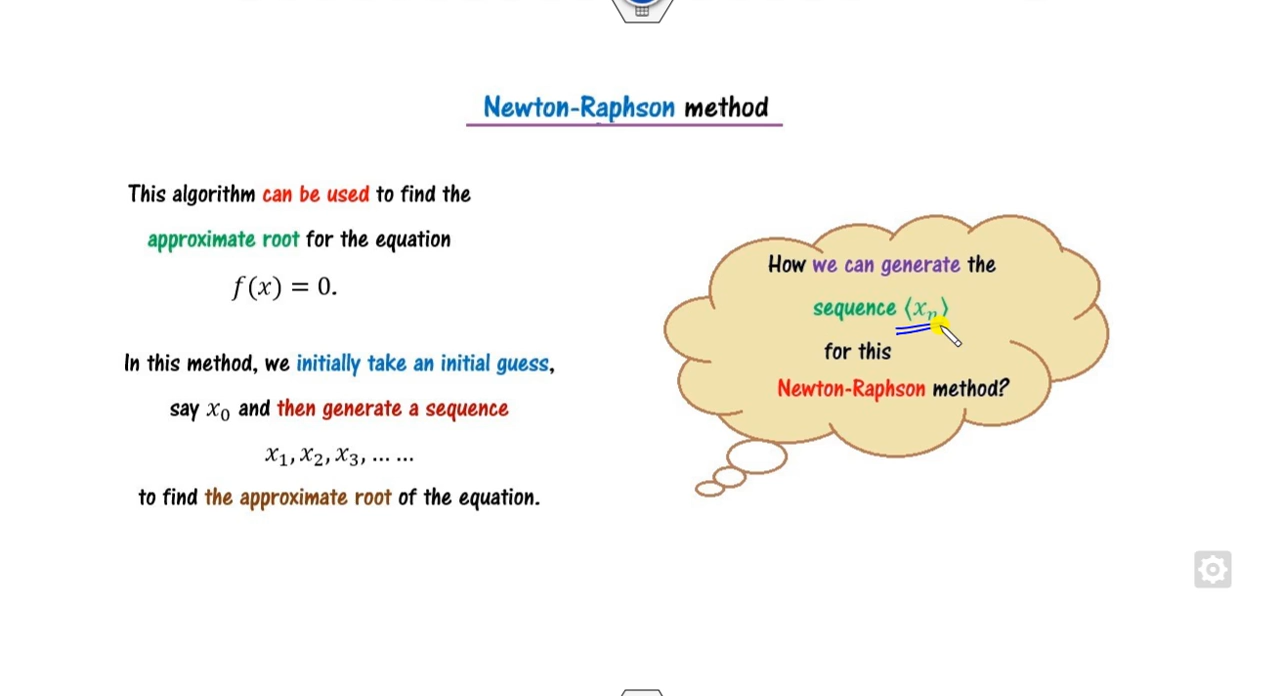 Newton-Raphson method
This algorithm can be used to find the
approximate root for the equation
f(x) = 0.
In this method, we initially take an initial guess,
say x₀ and then generate a sequence
x₁, x₂, x₃, … …
to find the approximate root of the equation.
How we can generate the
sequence ⟨xₙ⟩
for this
Newton-Raphson method?